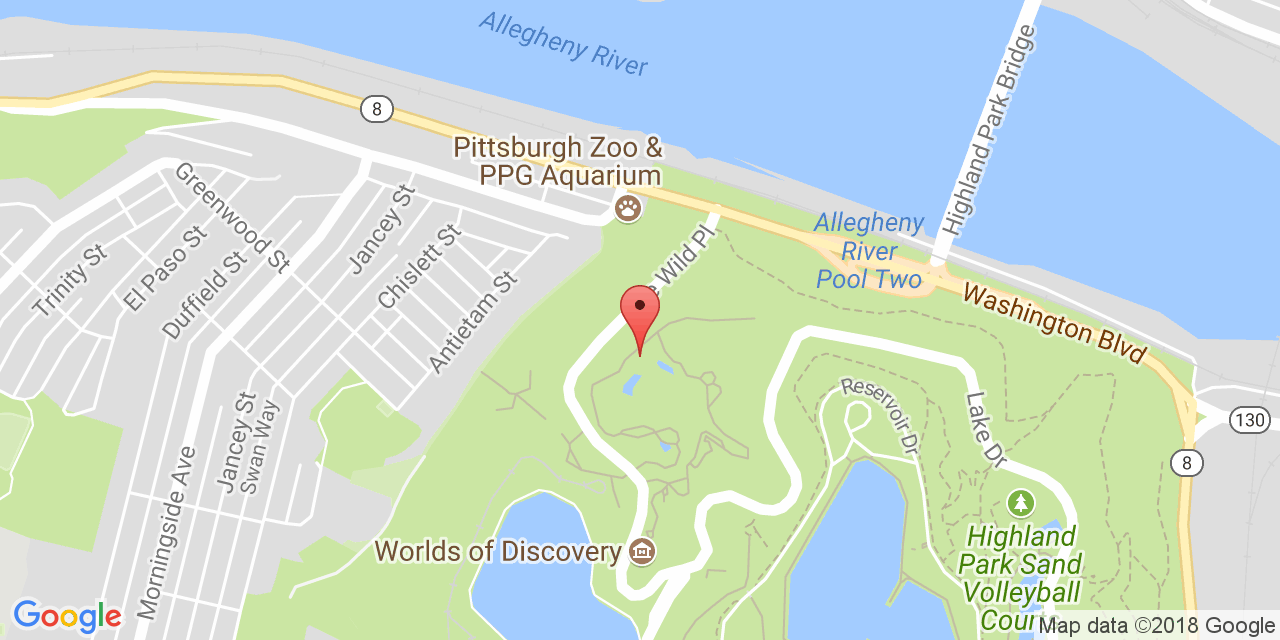 Allegheny River
Highland Park Bridge
8
Pittsburgh Zoo &
PPG Aquarium
Greenwood St
Jancey St
Allegheny
River
Pool Two
Trinity St
El Paso St
Duffield St
Chislett St
Wild Pl
Washington Blvd
Antietam St
Jancey St
Swan Way
Reservoir Dr
Lake Dr
130
8
Morningside Ave
Worlds of Discovery
Highland
Park Sand
Volleyball
Google
Map data ©2018 Google